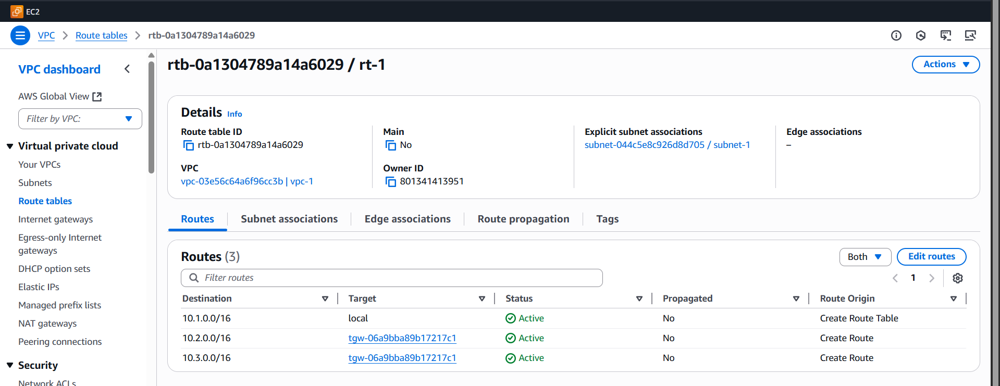 EC2
VPC > Route tables > rtb-0a1304789a14a6029
VPC dashboard
AWS Global View
Filter by VPC:
Virtual private cloud
Your VPCs
Subnets
Route tables
Internet gateways
Egress-only Internet
gateways
DHCP option sets
Elastic IPs
Managed prefix lists
NAT gateways
Peering connections
Security
Network ACLs
rtb-0a1304789a14a6029 / rt-1
Actions
Details Info
Route table ID
rtb-0a1304789a14a6029
Main
No
Explicit subnet associations
subnet-044c5e8c926d8d705 / subnet-1
Edge associations
–
VPC
vpc-03e56c64a6f96cc3b | vpc-1
Owner ID
801341413951
Routes Subnet associations Edge associations Route propagation Tags
Routes (3)
Both
Edit routes
Filter routes
1
Destination Target Status Propagated Route Origin
10.1.0.0/16 local Active No Create Route Table
10.2.0.0/16 tgw-06a9bba89b17217c1 Active No Create Route
10.3.0.0/16 tgw-06a9bba89b17217c1 Active No Create Route